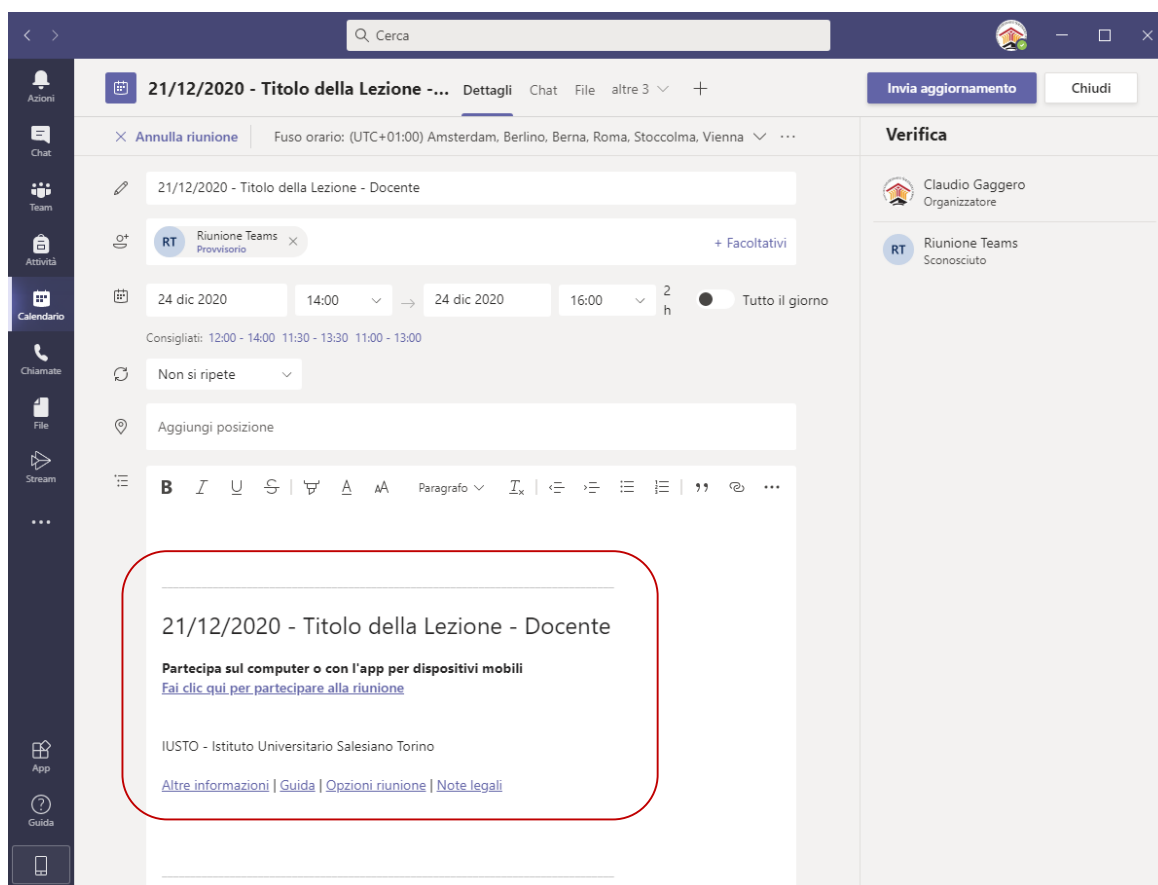 Cerca
Azioni
Chat
Team
Attività
Calendario
Chiamate
File
Stream
App
Guida
21/12/2020 - Titolo della Lezione -... Dettagli Chat File altre 3 +
Invia aggiornamento Chiudi
Annulla riunione Fuso orario: (UTC+01:00) Amsterdam, Berlino, Berna, Roma, Stoccolma, Vienna ...
Verifica
21/12/2020 - Titolo della Lezione - Docente
Claudio Gaggero
Organizzatore
RT Riunione Teams
Provvisorio
+ Facoltativi
RT Riunione Teams
Sconosciuto
24 dic 2020 14:00 → 24 dic 2020 16:00 2 h Tutto il giorno
Consigliati: 12:00 - 14:00 11:30 - 13:30 11:00 - 13:00
Non si ripete
Aggiungi posizione
B I U S A AA Paragrafo Tx
21/12/2020 - Titolo della Lezione - Docente
Partecipa sul computer o con l'app per dispositivi mobili
Fai clic qui per partecipare alla riunione
IUSTO - Istituto Universitario Salesiano Torino
Altre informazioni | Guida | Opzioni riunione | Note legali